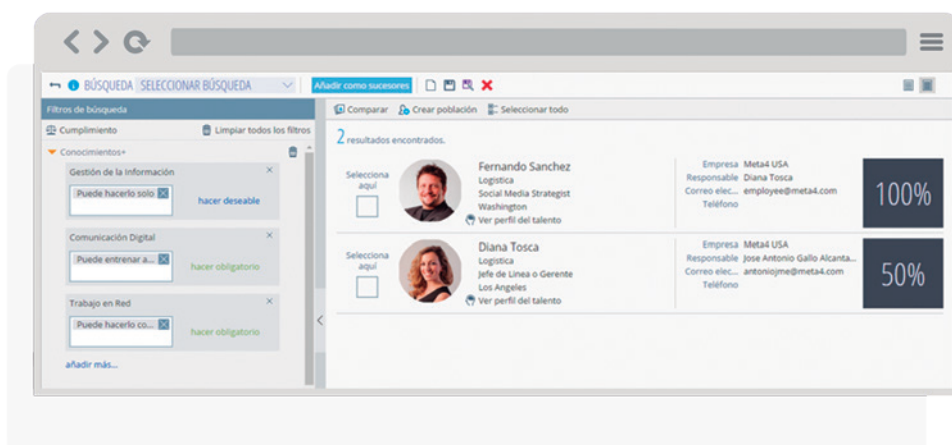 BÚSQUEDA SELECCIONAR BÚSQUEDA
Añadir como sucesores
Filtros de búsqueda
Cumplimiento
Limpiar todos los filtros
Conocimientos+
Gestión de la Información
Puede hacerlo solo
hacer deseable
Comunicación Digital
Puede entrenar a...
hacer obligatorio
Trabajo en Red
Puede hacerlo co...
hacer obligatorio
añadir más...
Comparar
Crear población
Seleccionar todo
2 resultados encontrados.
Selecciona
aquí
Fernando Sanchez
Logistica
Social Media Strategist
Washington
Ver perfil del talento
Empresa Meta4 USA
Responsable Diana Tosca
Correo elec... employee@meta4.com
Teléfono
100%
Selecciona
aquí
Diana Tosca
Logistica
Jefe de Linea o Gerente
Los Angeles
Ver perfil del talento
Empresa Meta4 USA
Responsable Jose Antonio Gallo Alcanta...
Correo elec... antoniojme@meta4.com
Teléfono
50%